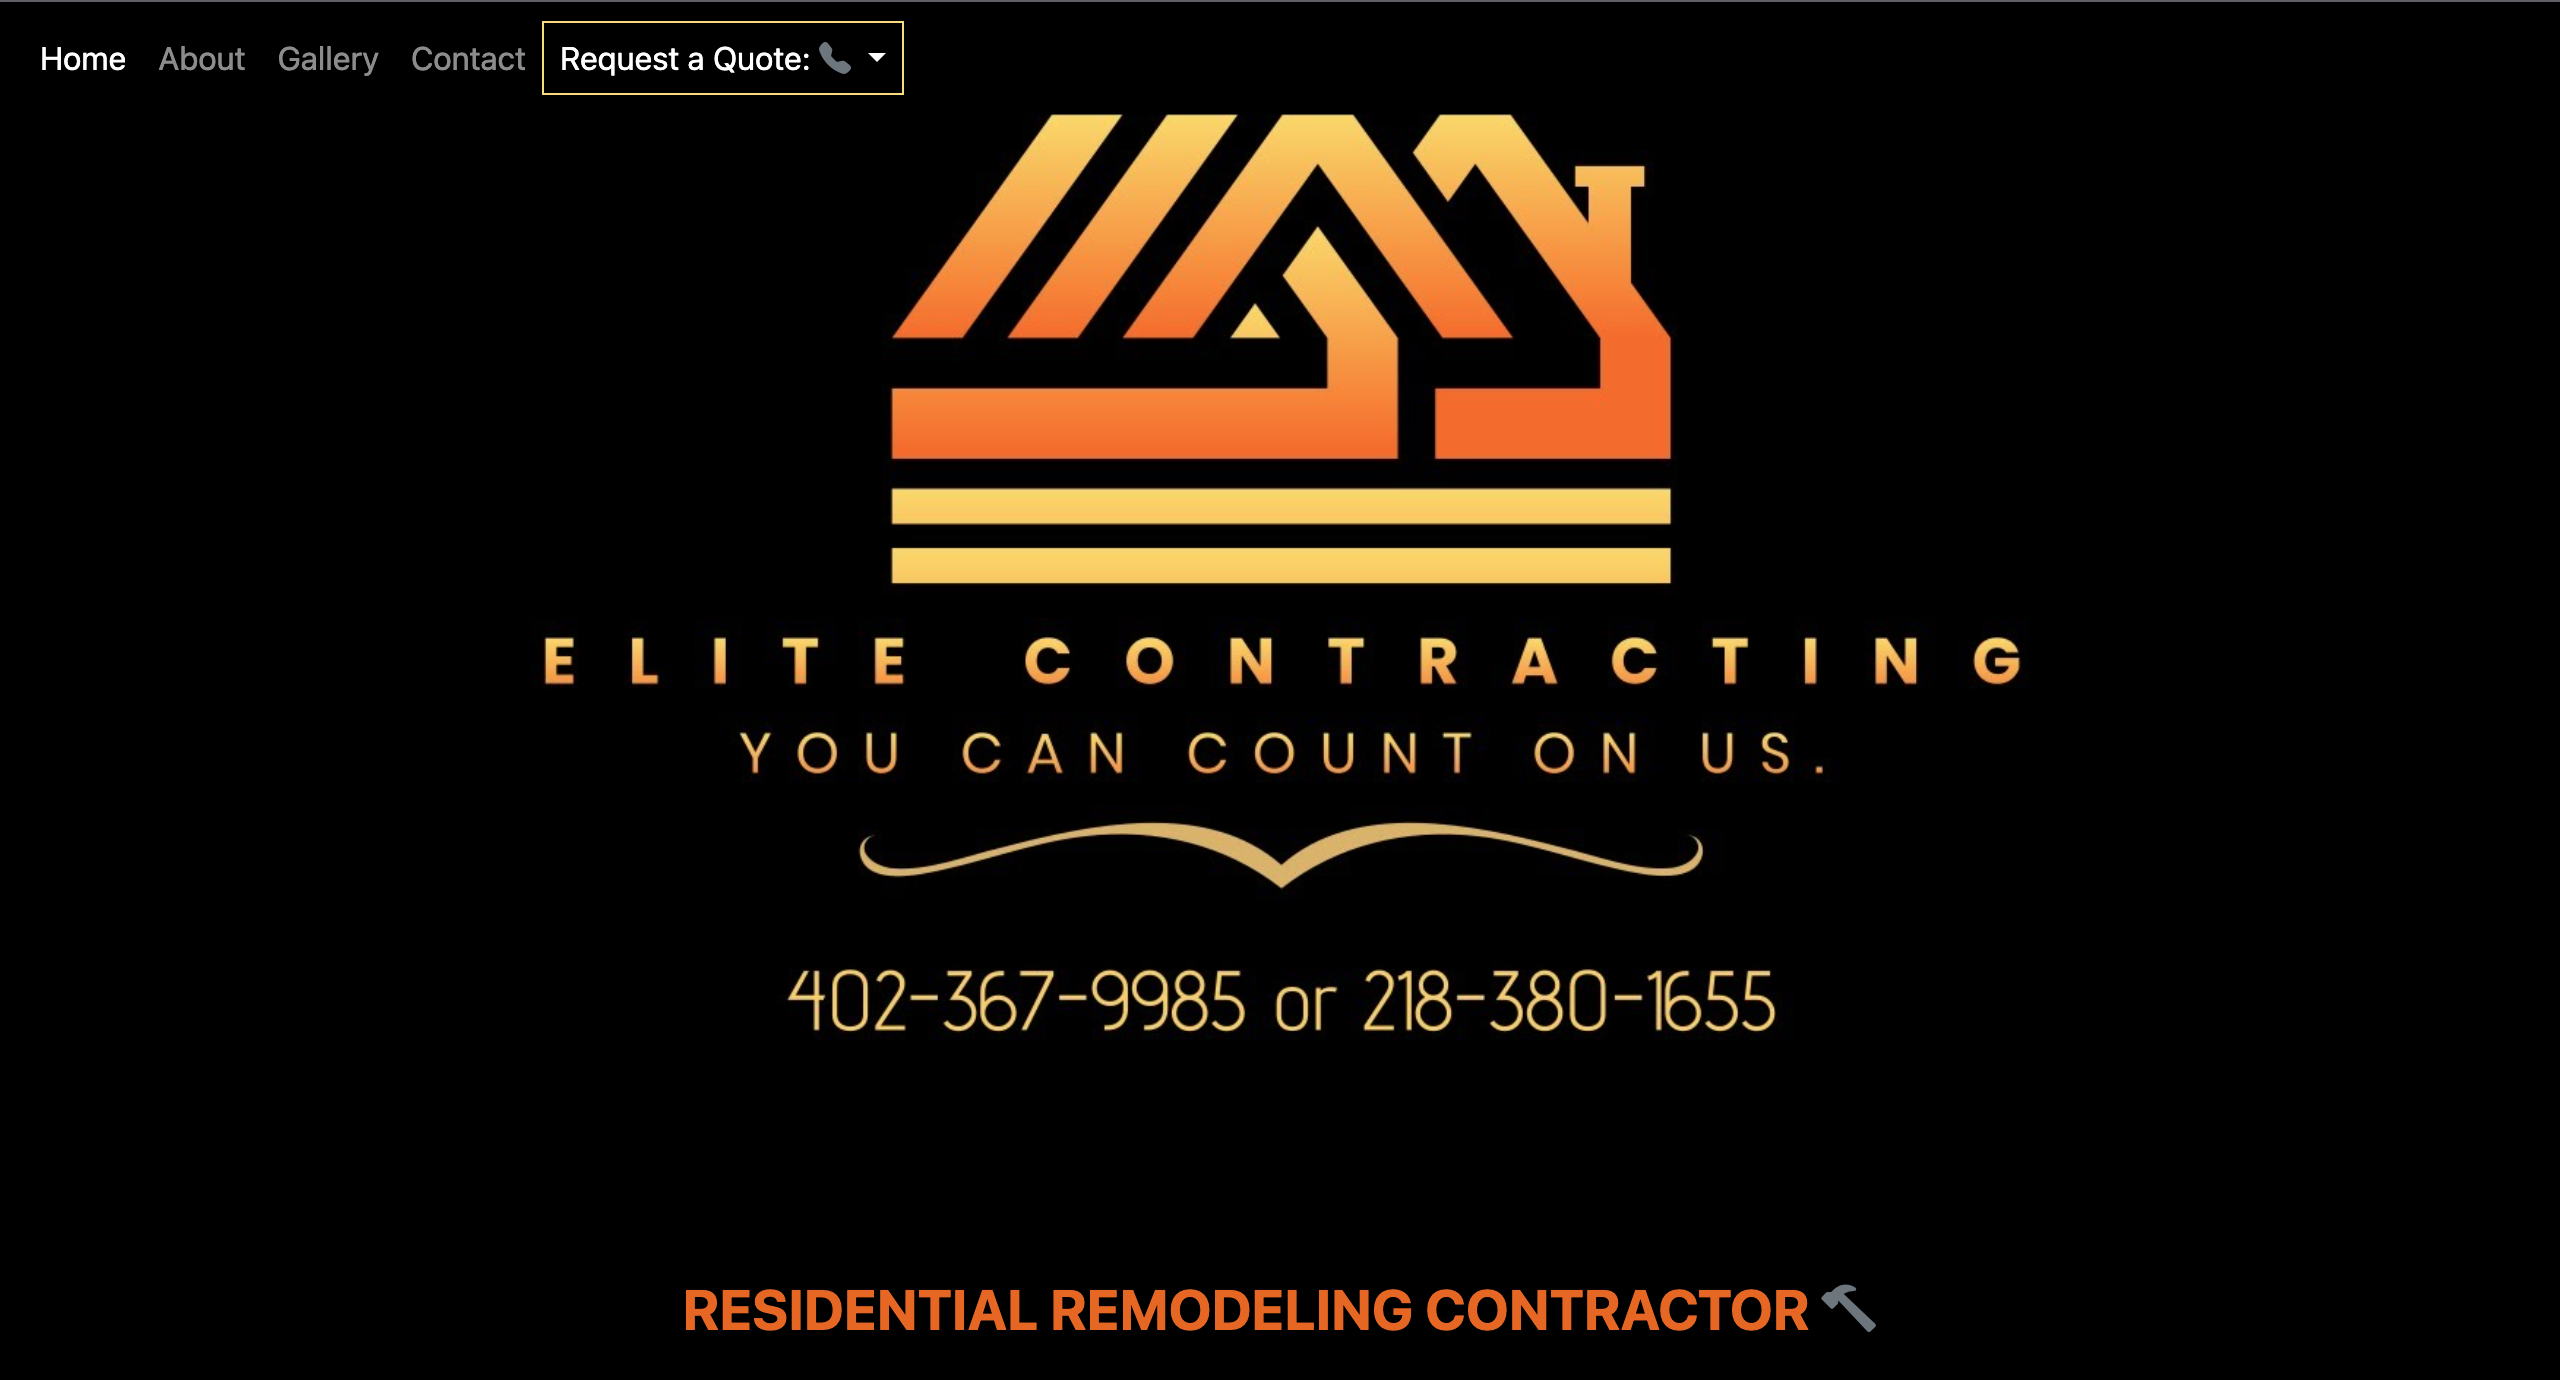 Home About Gallery Contact Request a Quote:
ELITE CONTRACTING
YOU CAN COUNT ON US.
402-367-9985 or 218-380-1655
RESIDENTIAL REMODELING CONTRACTOR